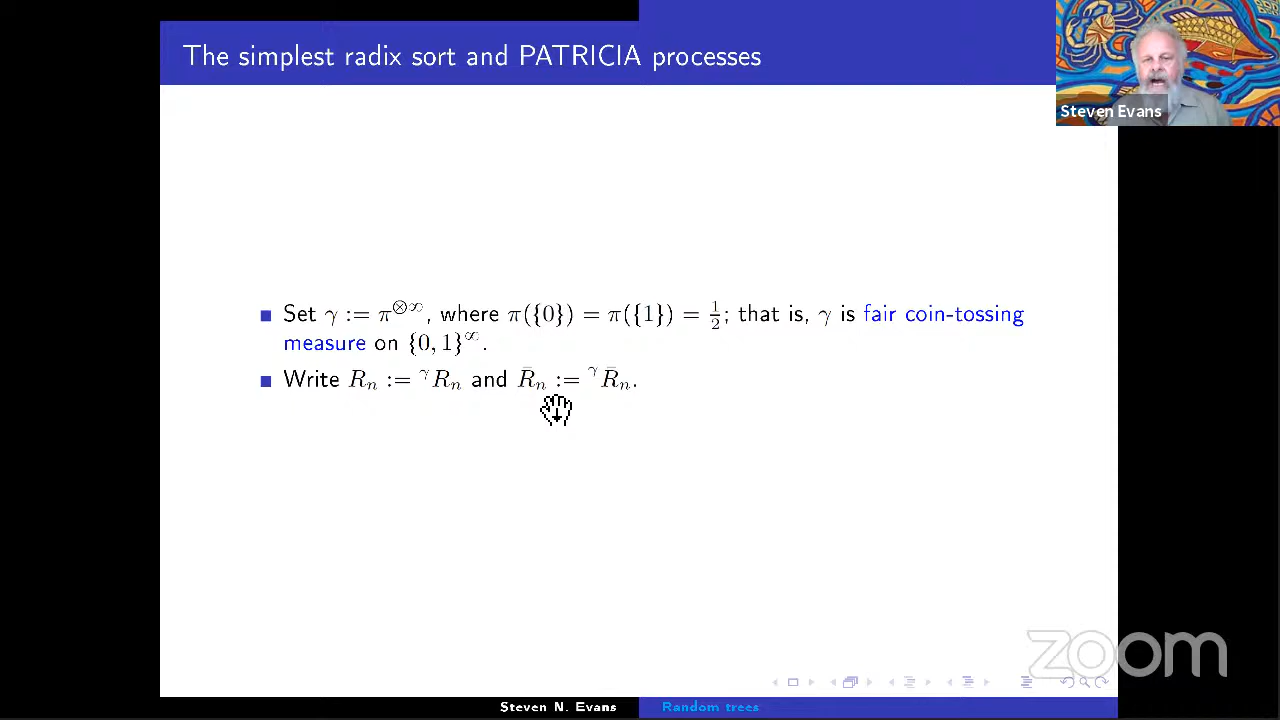 The simplest radix sort and PATRICIA processes
Steven Evans
Set γ := π^{⊗∞}, where π({0}) = π({1}) = 1/2; that is, γ is fair coin-tossing
measure on {0, 1}^∞.
Write R_n := ^γR_n and R̄_n := ^γR̄_n.
zoom
Steven N. Evans
Random trees